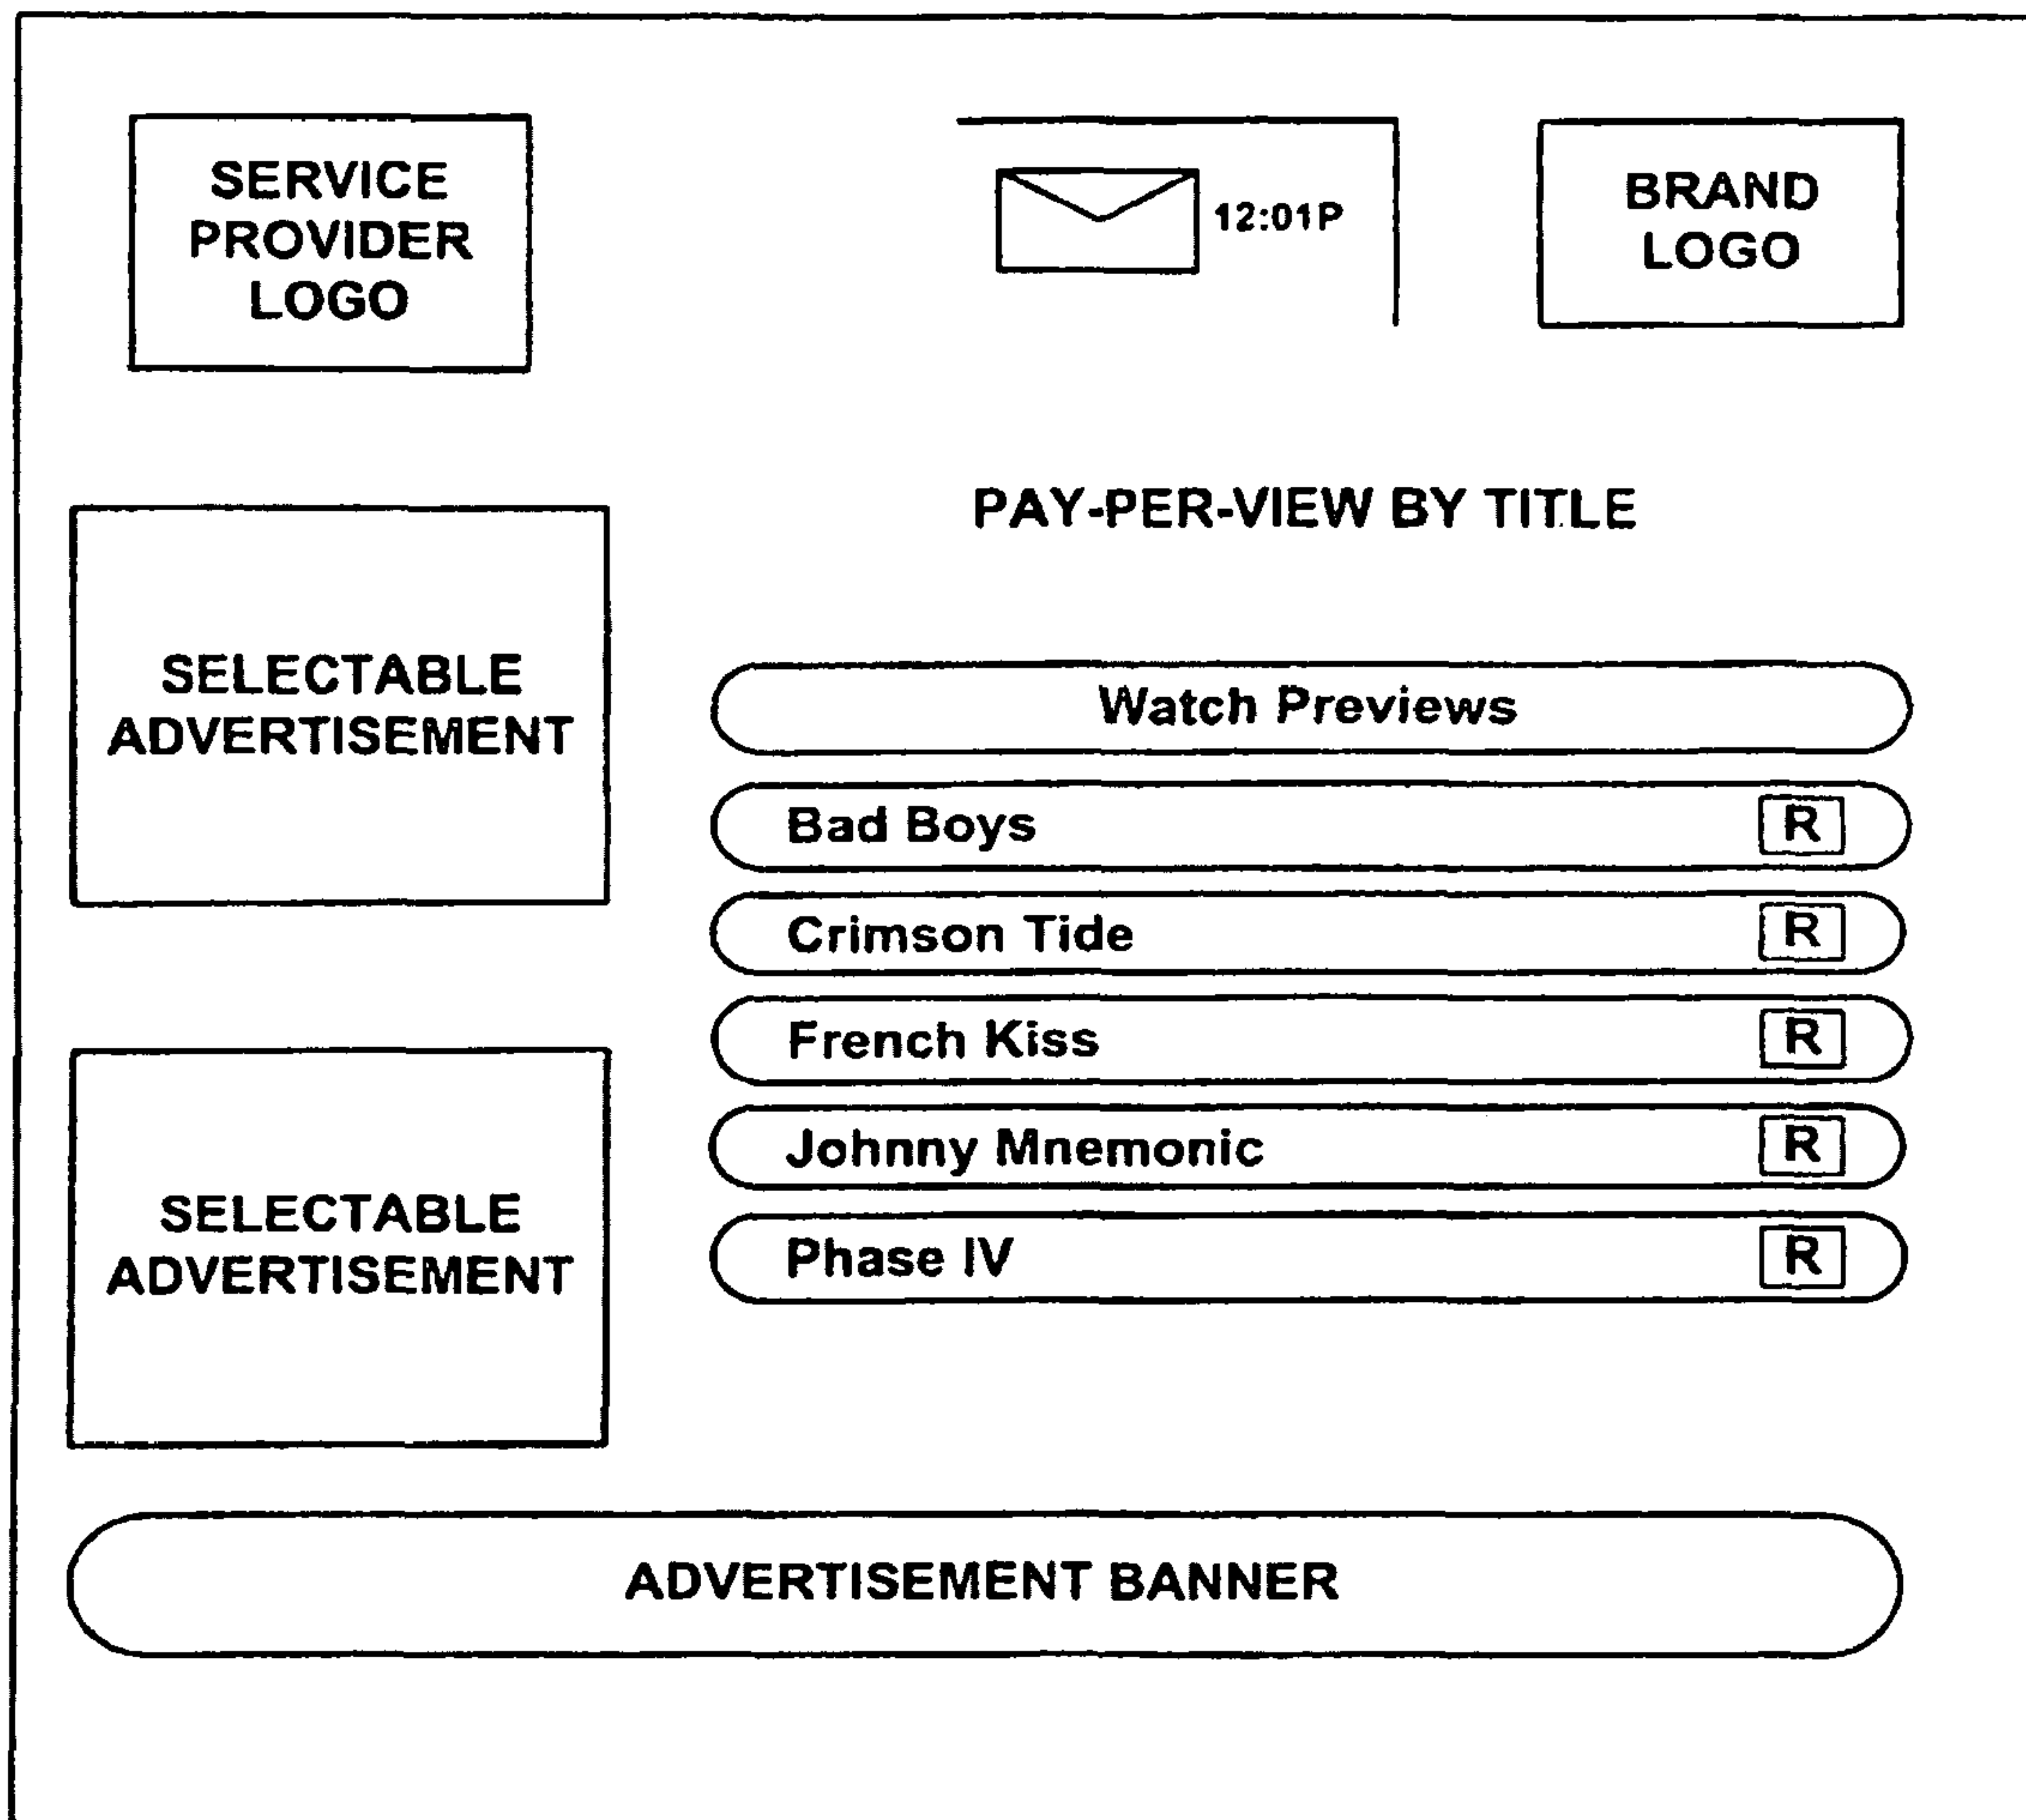 SERVICE
PROVIDER
LOGO
12:01P
BRAND
LOGO
PAY-PER-VIEW BY TITLE
SELECTABLE
ADVERTISEMENT
Watch Previews
Bad Boys R
Crimson Tide R
French Kiss R
Johnny Mnemonic R
Phase IV R
SELECTABLE
ADVERTISEMENT
ADVERTISEMENT BANNER